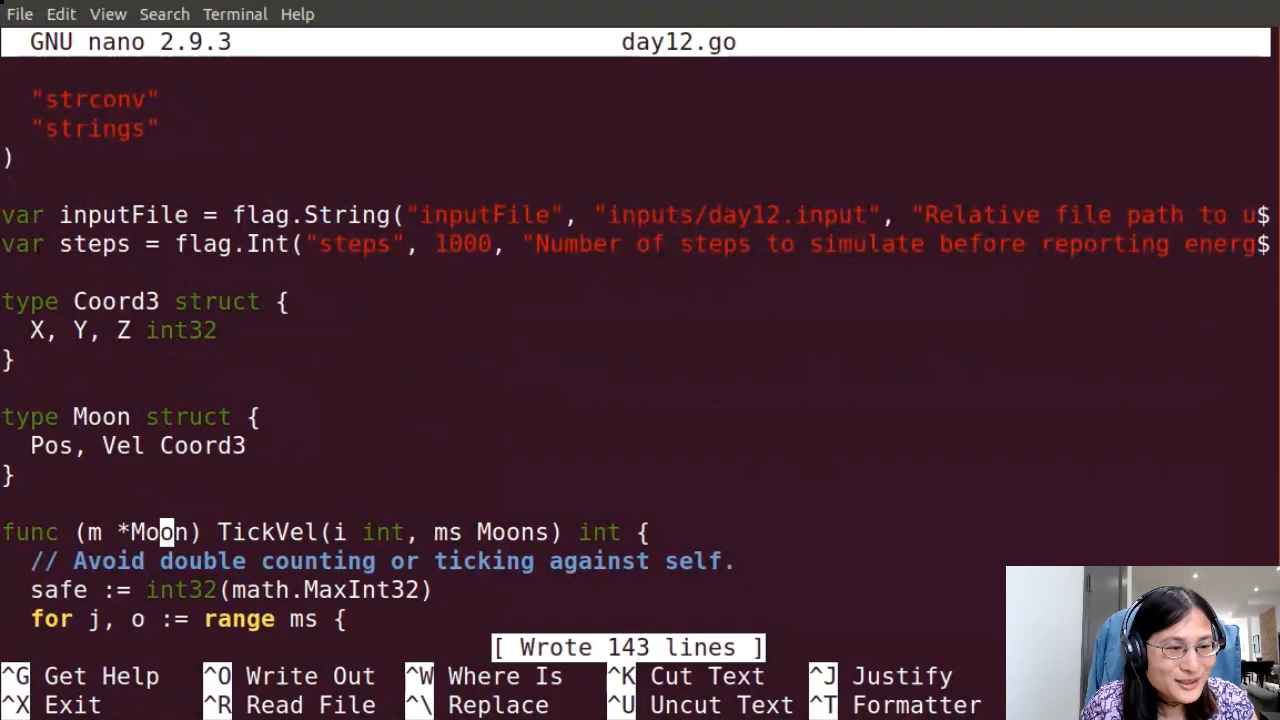 File Edit View Search Terminal Help
GNU nano 2.9.3 day12.go
"strconv"
"strings"
)
var inputFile = flag.String("inputFile", "inputs/day12.input", "Relative file path to u$
var steps = flag.Int("steps", 1000, "Number of steps to simulate before reporting energ$
type Coord3 struct {
X, Y, Z int32
}
type Moon struct {
Pos, Vel Coord3
}
func (m *Moon) TickVel(i int, ms Moons) int {
// Avoid double counting or ticking against self.
safe := int32(math.MaxInt32)
for j, o := range ms {
[ Wrote 143 lines ]
^G Get Help ^O Write Out ^W Where Is ^K Cut Text ^J Justify
^X Exit ^R Read File ^\ Replace ^U Uncut Text ^T Formatter